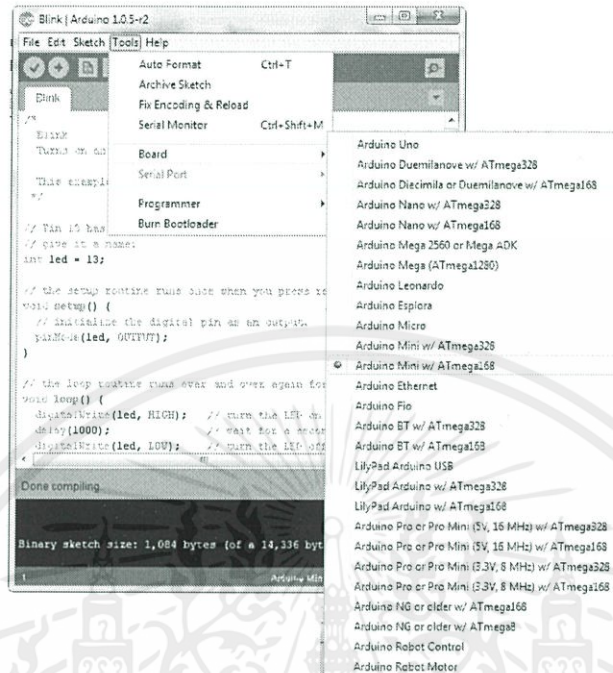 Blink | Arduino 1.0.5-r2
File Edit Sketch Tools Help
Auto Format Ctrl+T
Archive Sketch
Fix Encoding & Reload
Serial Monitor Ctrl+Shift+M
Board
Serial Port
Programmer
Burn Bootloader
Arduino Uno
Arduino Duemilanove w/ ATmega328
Arduino Diecimila or Duemilanove w/ ATmega168
Arduino Nano w/ ATmega328
Arduino Nano w/ ATmega168
Arduino Mega 2560 or Mega ADK
Arduino Mega (ATmega1280)
Arduino Leonardo
Arduino Esplora
Arduino Micro
Arduino Mini w/ ATmega328
Arduino Mini w/ ATmega168
Arduino Ethernet
Arduino Fio
Arduino BT w/ ATmega328
Arduino BT w/ ATmega168
LilyPad Arduino USB
LilyPad Arduino w/ ATmega328
LilyPad Arduino w/ ATmega168
Arduino Pro or Pro Mini (5V, 16 MHz) w/ ATmega328
Arduino Pro or Pro Mini (5V, 16 MHz) w/ ATmega168
Arduino Pro or Pro Mini (3.3V, 8 MHz) w/ ATmega328
Arduino Pro or Pro Mini (3.3V, 8 MHz) w/ ATmega168
Arduino NG or older w/ ATmega168
Arduino NG or older w/ ATmega8
Arduino Robot Control
Arduino Robot Motor
Blink
/*
Blink
Turns on an
This example
*/
// Pin 13 has
// give it a name:
int led = 13;
// the setup routine runs once when you press re
void setup() {
// initialize the digital pin as an output.
pinMode(led, OUTPUT);
}
// the loop routine runs over and over again for
void loop() {
digitalWrite(led, HIGH); // turn the LED on
delay(1000); // wait for a secon
digitalWrite(led, LOW); // turn the LED off
Done compiling
Binary sketch size: 1,084 bytes (of a 14,336 byt
1
Arduino Min